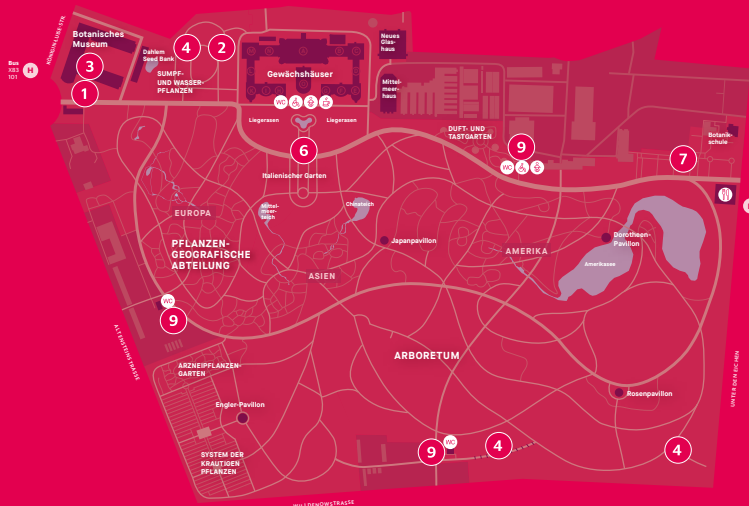 KÖNIGIN-LUISE-STR.
Botanisches
Museum
Bus
X83
101
H
3
1
Dahlem
Seed Bank
4
2
SUMPF-
UND WASSER-
PFLANZEN
Gewächshäuser
WC
Liegerasen
Liegerasen
6
Italienischer Garten
Neues
Glas-
haus
Mittel-
meer-
haus
DUFT- UND
TASTGARTEN
9
WC
7
Botanik-
schule
EUROPA
Mittel-
meer-
teich
Chinateich
PFLANZEN-
GEOGRAFISCHE
ABTEILUNG
ASIEN
Japanpavillon
AMERIKA
Dorotheen-
Pavillon
Amerikasee
WC
9
ALTENSTEINSTRASSE
ARBORETUM
UNTER DEN EICHEN
ARZNEIPFLANZEN-
GARTEN
Engler-Pavillon
Rosenpavillon
SYSTEM DER
KRAUTIGEN
PFLANZEN
9
WC
4
4
WILLDENOWSTRASSE